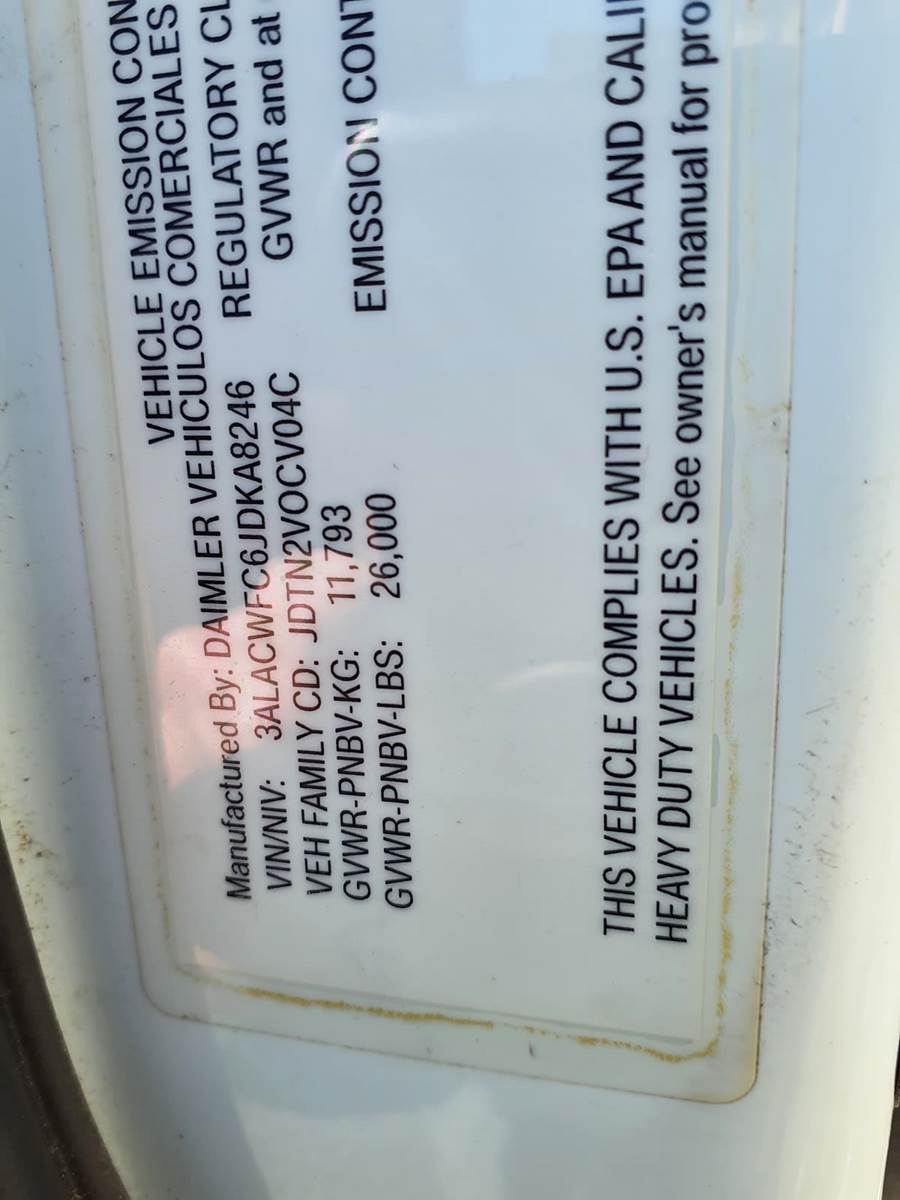 VEHICLE EMISSION CON
Manufactured By: DAIMLER VEHICULOS COMERCIALES
VIN/NIV: 3ALACWFC6JDKA8246 REGULATORY CL
VEH FAMILY CD: JDTN2VOCV04C GVWR and at
GVWR-PNBV-KG: 11,793
GVWR-PNBV-LBS: 26,000 EMISSION CONT
THIS VEHICLE COMPLIES WITH U.S. EPA AND CALI
HEAVY DUTY VEHICLES. See owner's manual for pro